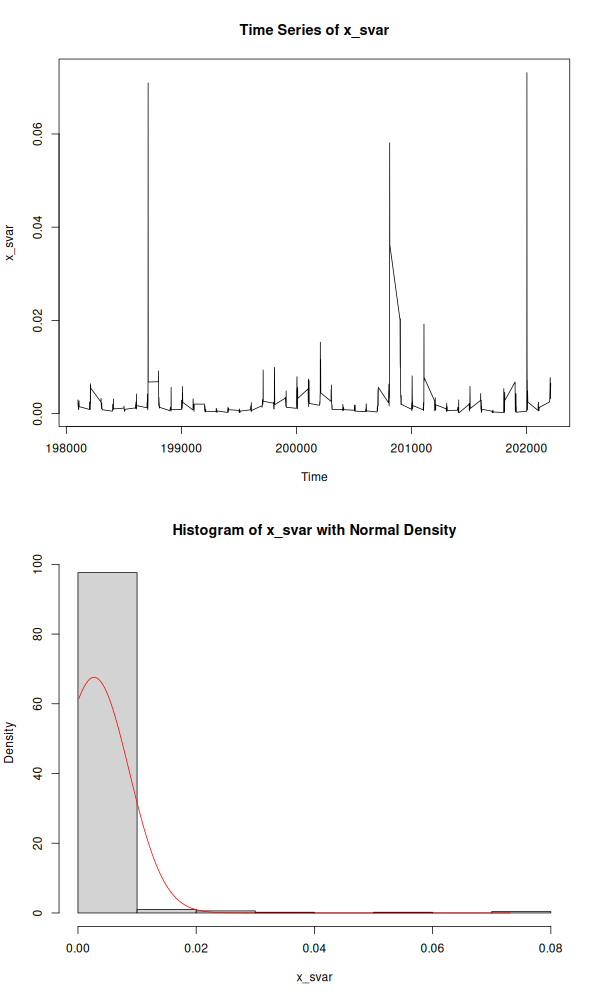 Time Series of x_svar
x_svar
0.06
0.04
0.02
0.00
198000 199000 200000 201000 202000
Time
Histogram of x_svar with Normal Density
Density
100
80
60
40
20
0
0.00 0.02 0.04 0.06 0.08
x_svar